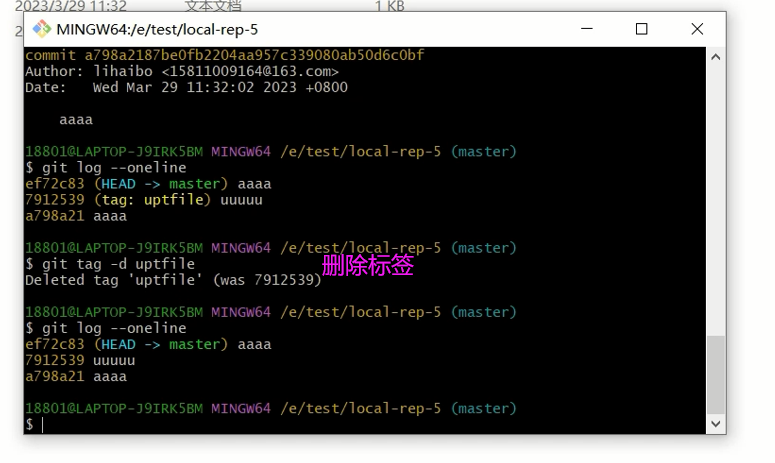 2023/3/29 11:32 文本文档 1 KB
2
MINGW64:/e/test/local-rep-5
commit a798a2187be0fb2204aa957c339080ab50d6c0bf
Author: lihaibo <15811009164@163.com>
Date:   Wed Mar 29 11:32:02 2023 +0800
aaaa
18801@LAPTOP-J9IRK5BM MINGW64 /e/test/local-rep-5 (master)
$ git log --oneline
ef72c83 (HEAD -> master) aaaa
7912539 (tag: uptfile) uuuuu
a798a21 aaaa
18801@LAPTOP-J9IRK5BM MINGW64 /e/test/local-rep-5 (master)
$ git tag -d uptfile 删除标签
Deleted tag 'uptfile' (was 7912539)
18801@LAPTOP-J9IRK5BM MINGW64 /e/test/local-rep-5 (master)
$ git log --oneline
ef72c83 (HEAD -> master) aaaa
7912539 uuuuu
a798a21 aaaa
18801@LAPTOP-J9IRK5BM MINGW64 /e/test/local-rep-5 (master)
$